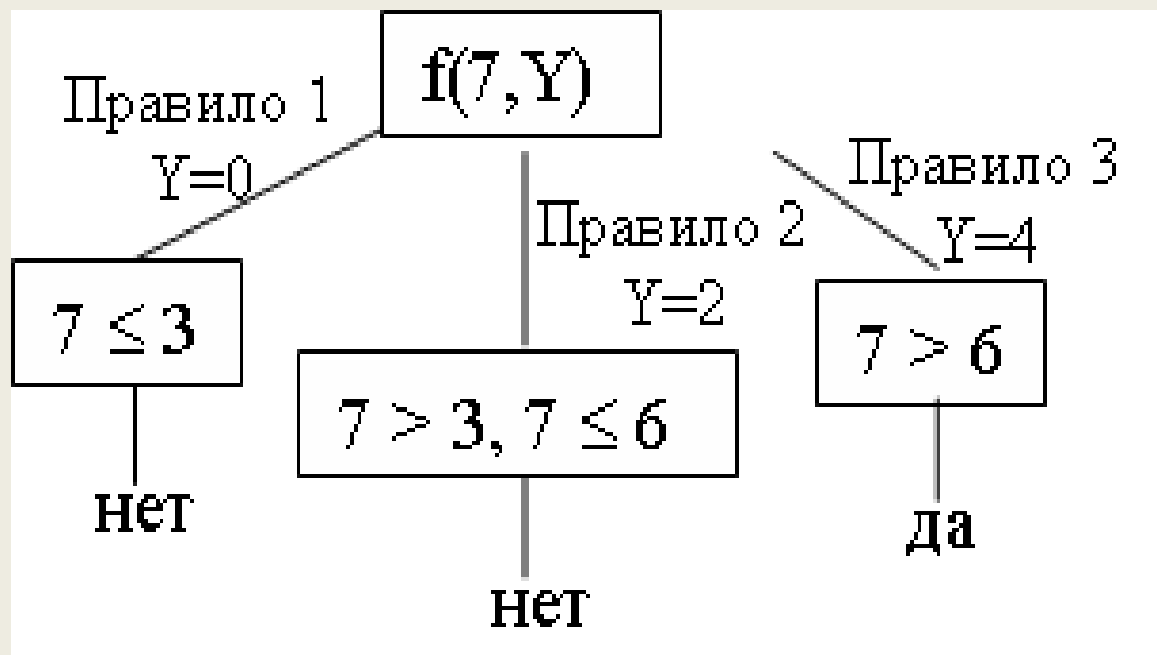 f(7,Y)
Правило 1
Y=0
Правило 2
Y=2
Правило 3
Y=4
7 ≤ 3
7 > 3, 7 ≤ 6
7 > 6
нет
нет
да